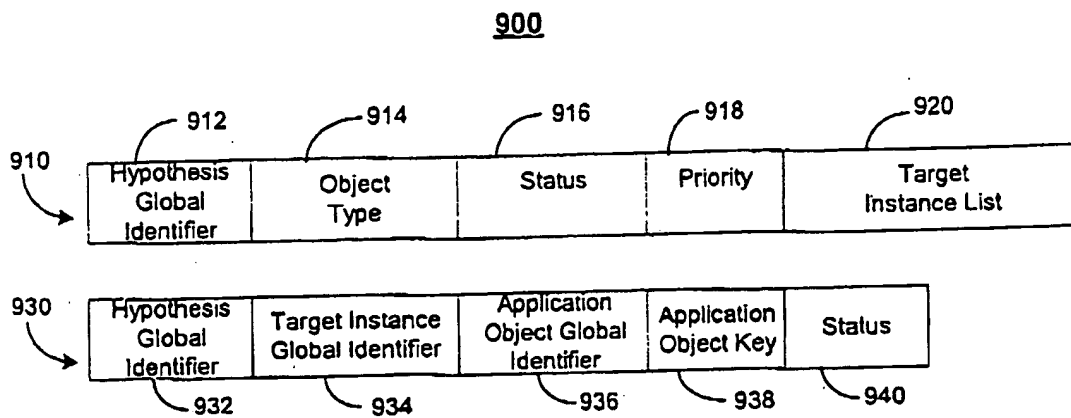 900
912 914 916 918 920
910
Hypothesis Global Identifier
Object Type
Status
Priority
Target Instance List
930
Hypothesis Global Identifier
Target Instance Global Identifier
Application Object Global Identifier
Application Object Key
Status
932 934 936 938 940